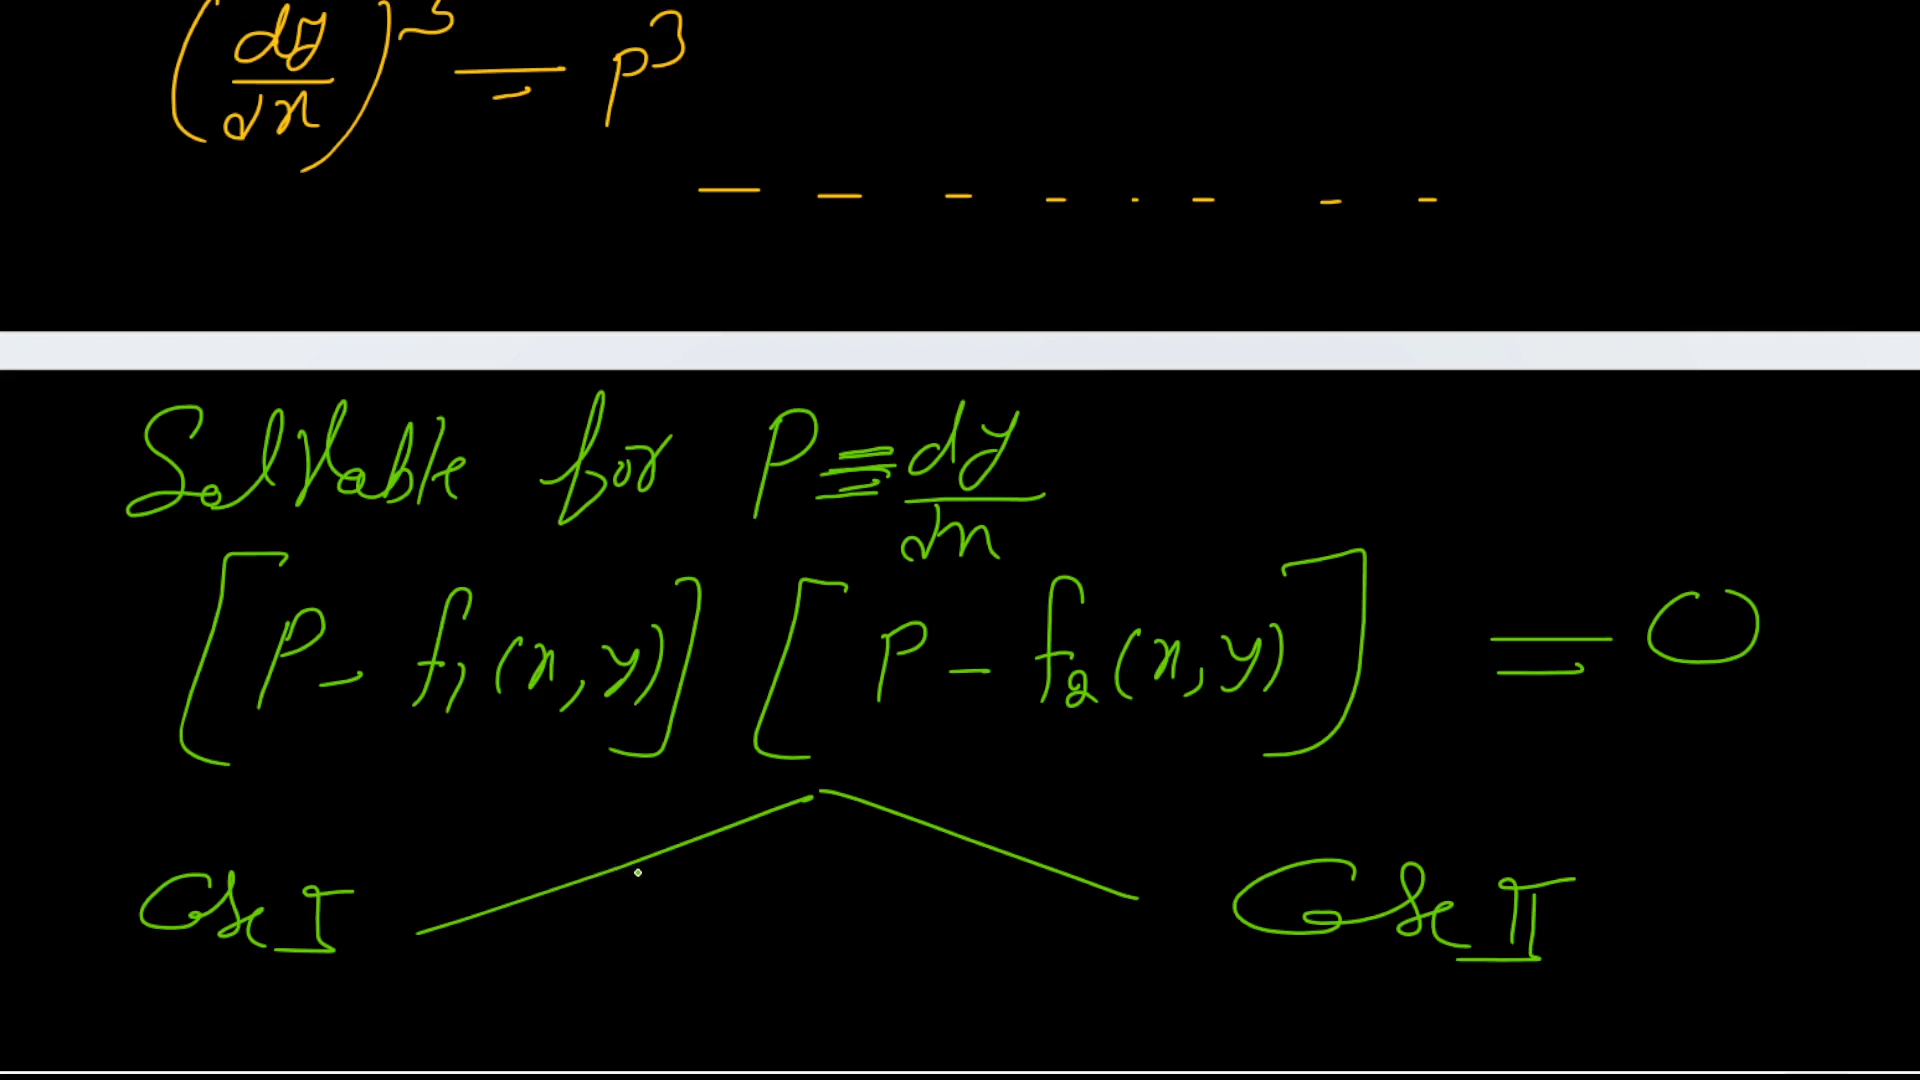 (dy/dx)^3 = p^3
— — — — - — — —
Solvable for P = dy/dx
[P - f1(x,y)] [P - f2(x,y)] = 0
Case I Case II